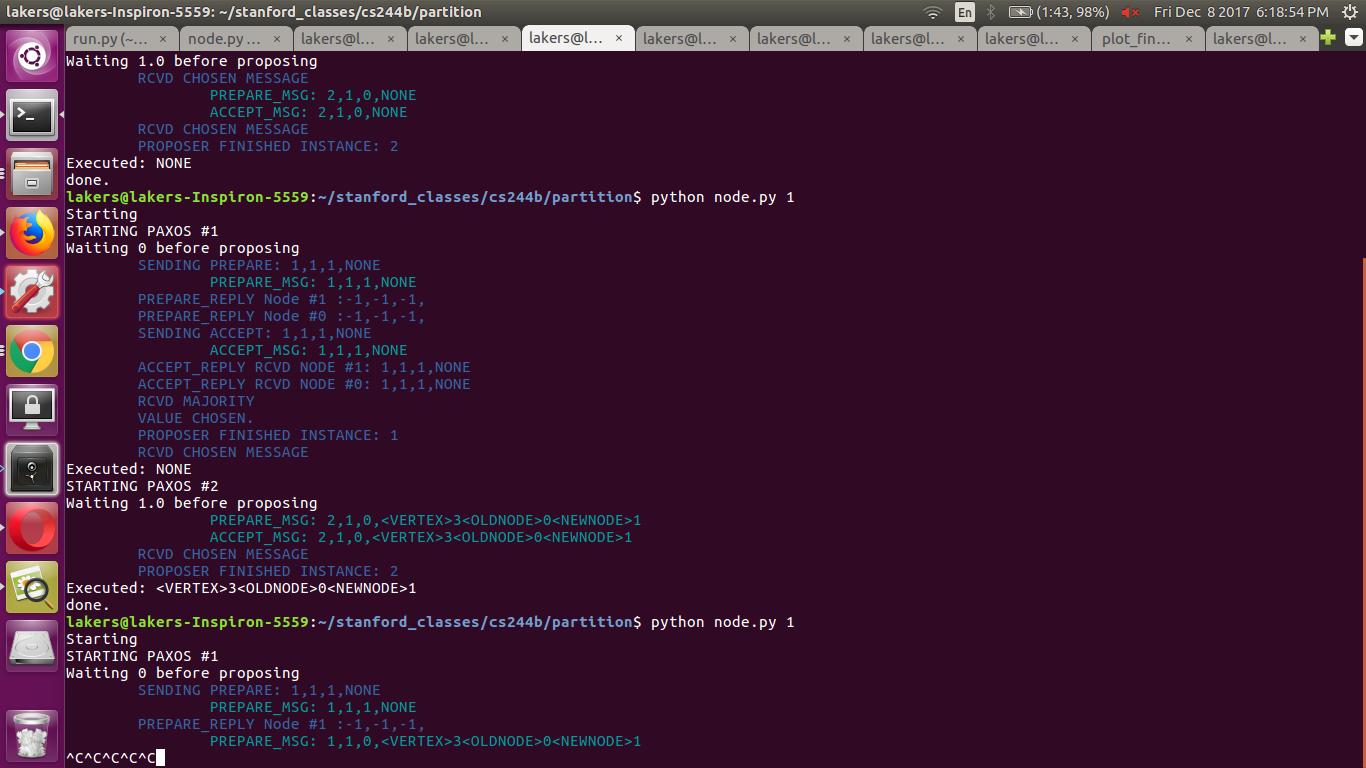 lakers@lakers-Inspiron-5559: ~/stanford_classes/cs244b/partition
En (1:43, 98%) Fri Dec 8 2017 6:18:54 PM
run.py (~... × node.py ... × lakers@l... × lakers@l... × lakers@l... × lakers@l... × lakers@l... × lakers@l... × lakers@l... × plot_fin... × lakers@l... ×
Waiting 1.0 before proposing
RCVD CHOSEN MESSAGE
PREPARE_MSG: 2,1,0,NONE
ACCEPT_MSG: 2,1,0,NONE
RCVD CHOSEN MESSAGE
PROPOSER FINISHED INSTANCE: 2
Executed: NONE
done.
lakers@lakers-Inspiron-5559:~/stanford_classes/cs244b/partition$ python node.py 1
Starting
STARTING PAXOS #1
Waiting 0 before proposing
SENDING PREPARE: 1,1,1,NONE
PREPARE_MSG: 1,1,1,NONE
PREPARE_REPLY Node #1 :-1,-1,-1,
PREPARE_REPLY Node #0 :-1,-1,-1,
SENDING ACCEPT: 1,1,1,NONE
ACCEPT_MSG: 1,1,1,NONE
ACCEPT_REPLY RCVD NODE #1: 1,1,1,NONE
ACCEPT_REPLY RCVD NODE #0: 1,1,1,NONE
RCVD MAJORITY
VALUE CHOSEN.
PROPOSER FINISHED INSTANCE: 1
RCVD CHOSEN MESSAGE
Executed: NONE
STARTING PAXOS #2
Waiting 1.0 before proposing
PREPARE_MSG: 2,1,0,<VERTEX>3<OLDNODE>0<NEWNODE>1
ACCEPT_MSG: 2,1,0,<VERTEX>3<OLDNODE>0<NEWNODE>1
RCVD CHOSEN MESSAGE
PROPOSER FINISHED INSTANCE: 2
Executed: <VERTEX>3<OLDNODE>0<NEWNODE>1
done.
lakers@lakers-Inspiron-5559:~/stanford_classes/cs244b/partition$ python node.py 1
Starting
STARTING PAXOS #1
Waiting 0 before proposing
SENDING PREPARE: 1,1,1,NONE
PREPARE_MSG: 1,1,1,NONE
PREPARE_REPLY Node #1 :-1,-1,-1,
PREPARE_MSG: 1,1,0,<VERTEX>3<OLDNODE>0<NEWNODE>1
^C^C^C^C^C